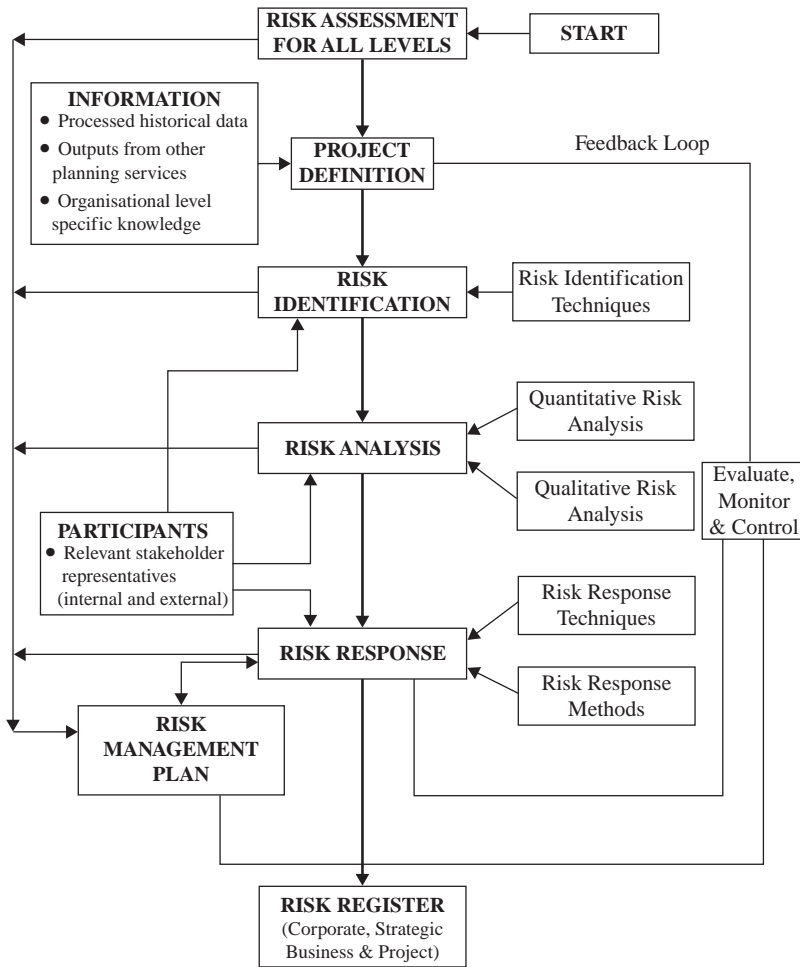 RISK ASSESSMENT
FOR ALL LEVELS
START
INFORMATION
● Processed historical data
● Outputs from other
planning services
● Organisational level
specific knowledge
PROJECT
DEFINITION
Feedback Loop
RISK
IDENTIFICATION
Risk Identification
Techniques
RISK ANALYSIS
Quantitative Risk
Analysis
Qualitative Risk
Analysis
Evaluate,
Monitor
& Control
PARTICIPANTS
● Relevant stakeholder
representatives
(internal and external)
RISK RESPONSE
Risk Response
Techniques
Risk Response
Methods
RISK
MANAGEMENT
PLAN
RISK REGISTER
(Corporate, Strategic
Business & Project)